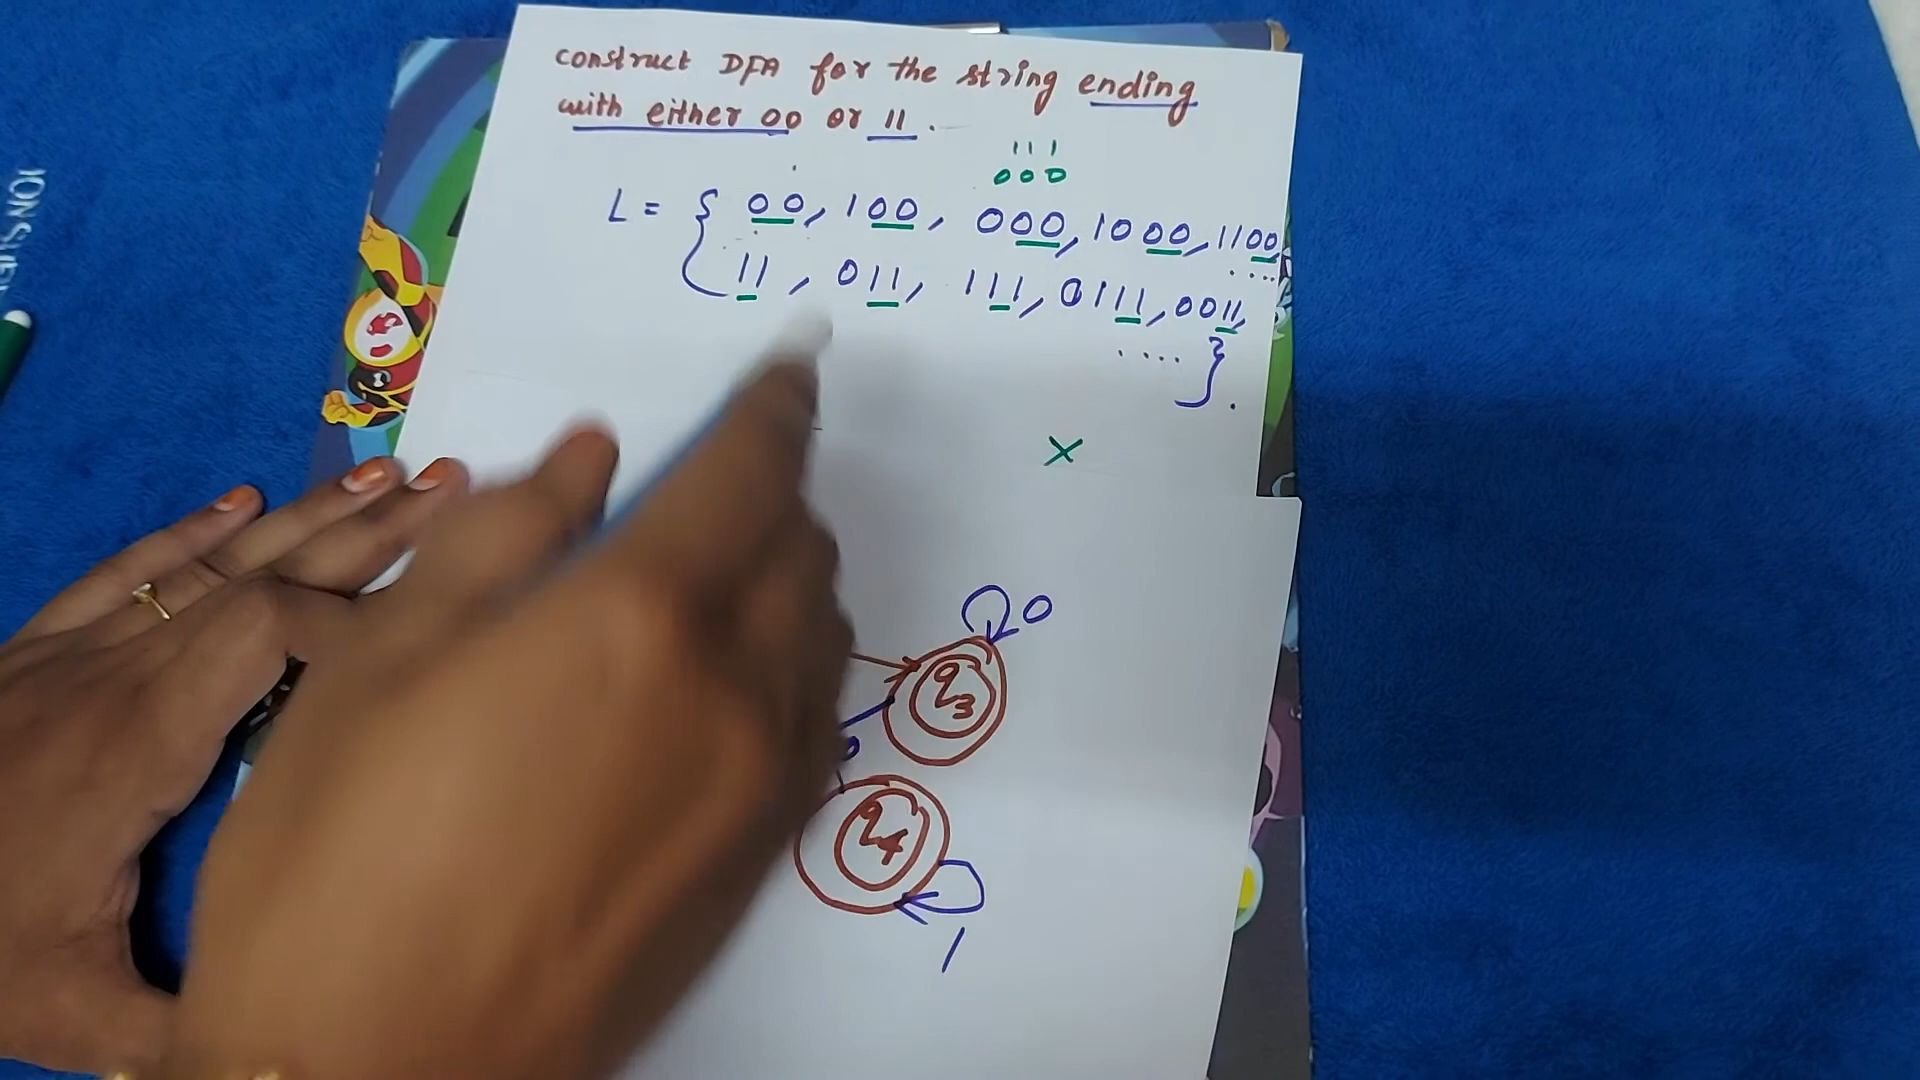 construct DFA for the string ending
with either 00 or 11.
111
000
L = { 00, 100, 000, 1000, 1100,
....
11, 011, 111, 0111, 0011,
.... }.
X
0
q3
0
q4
1